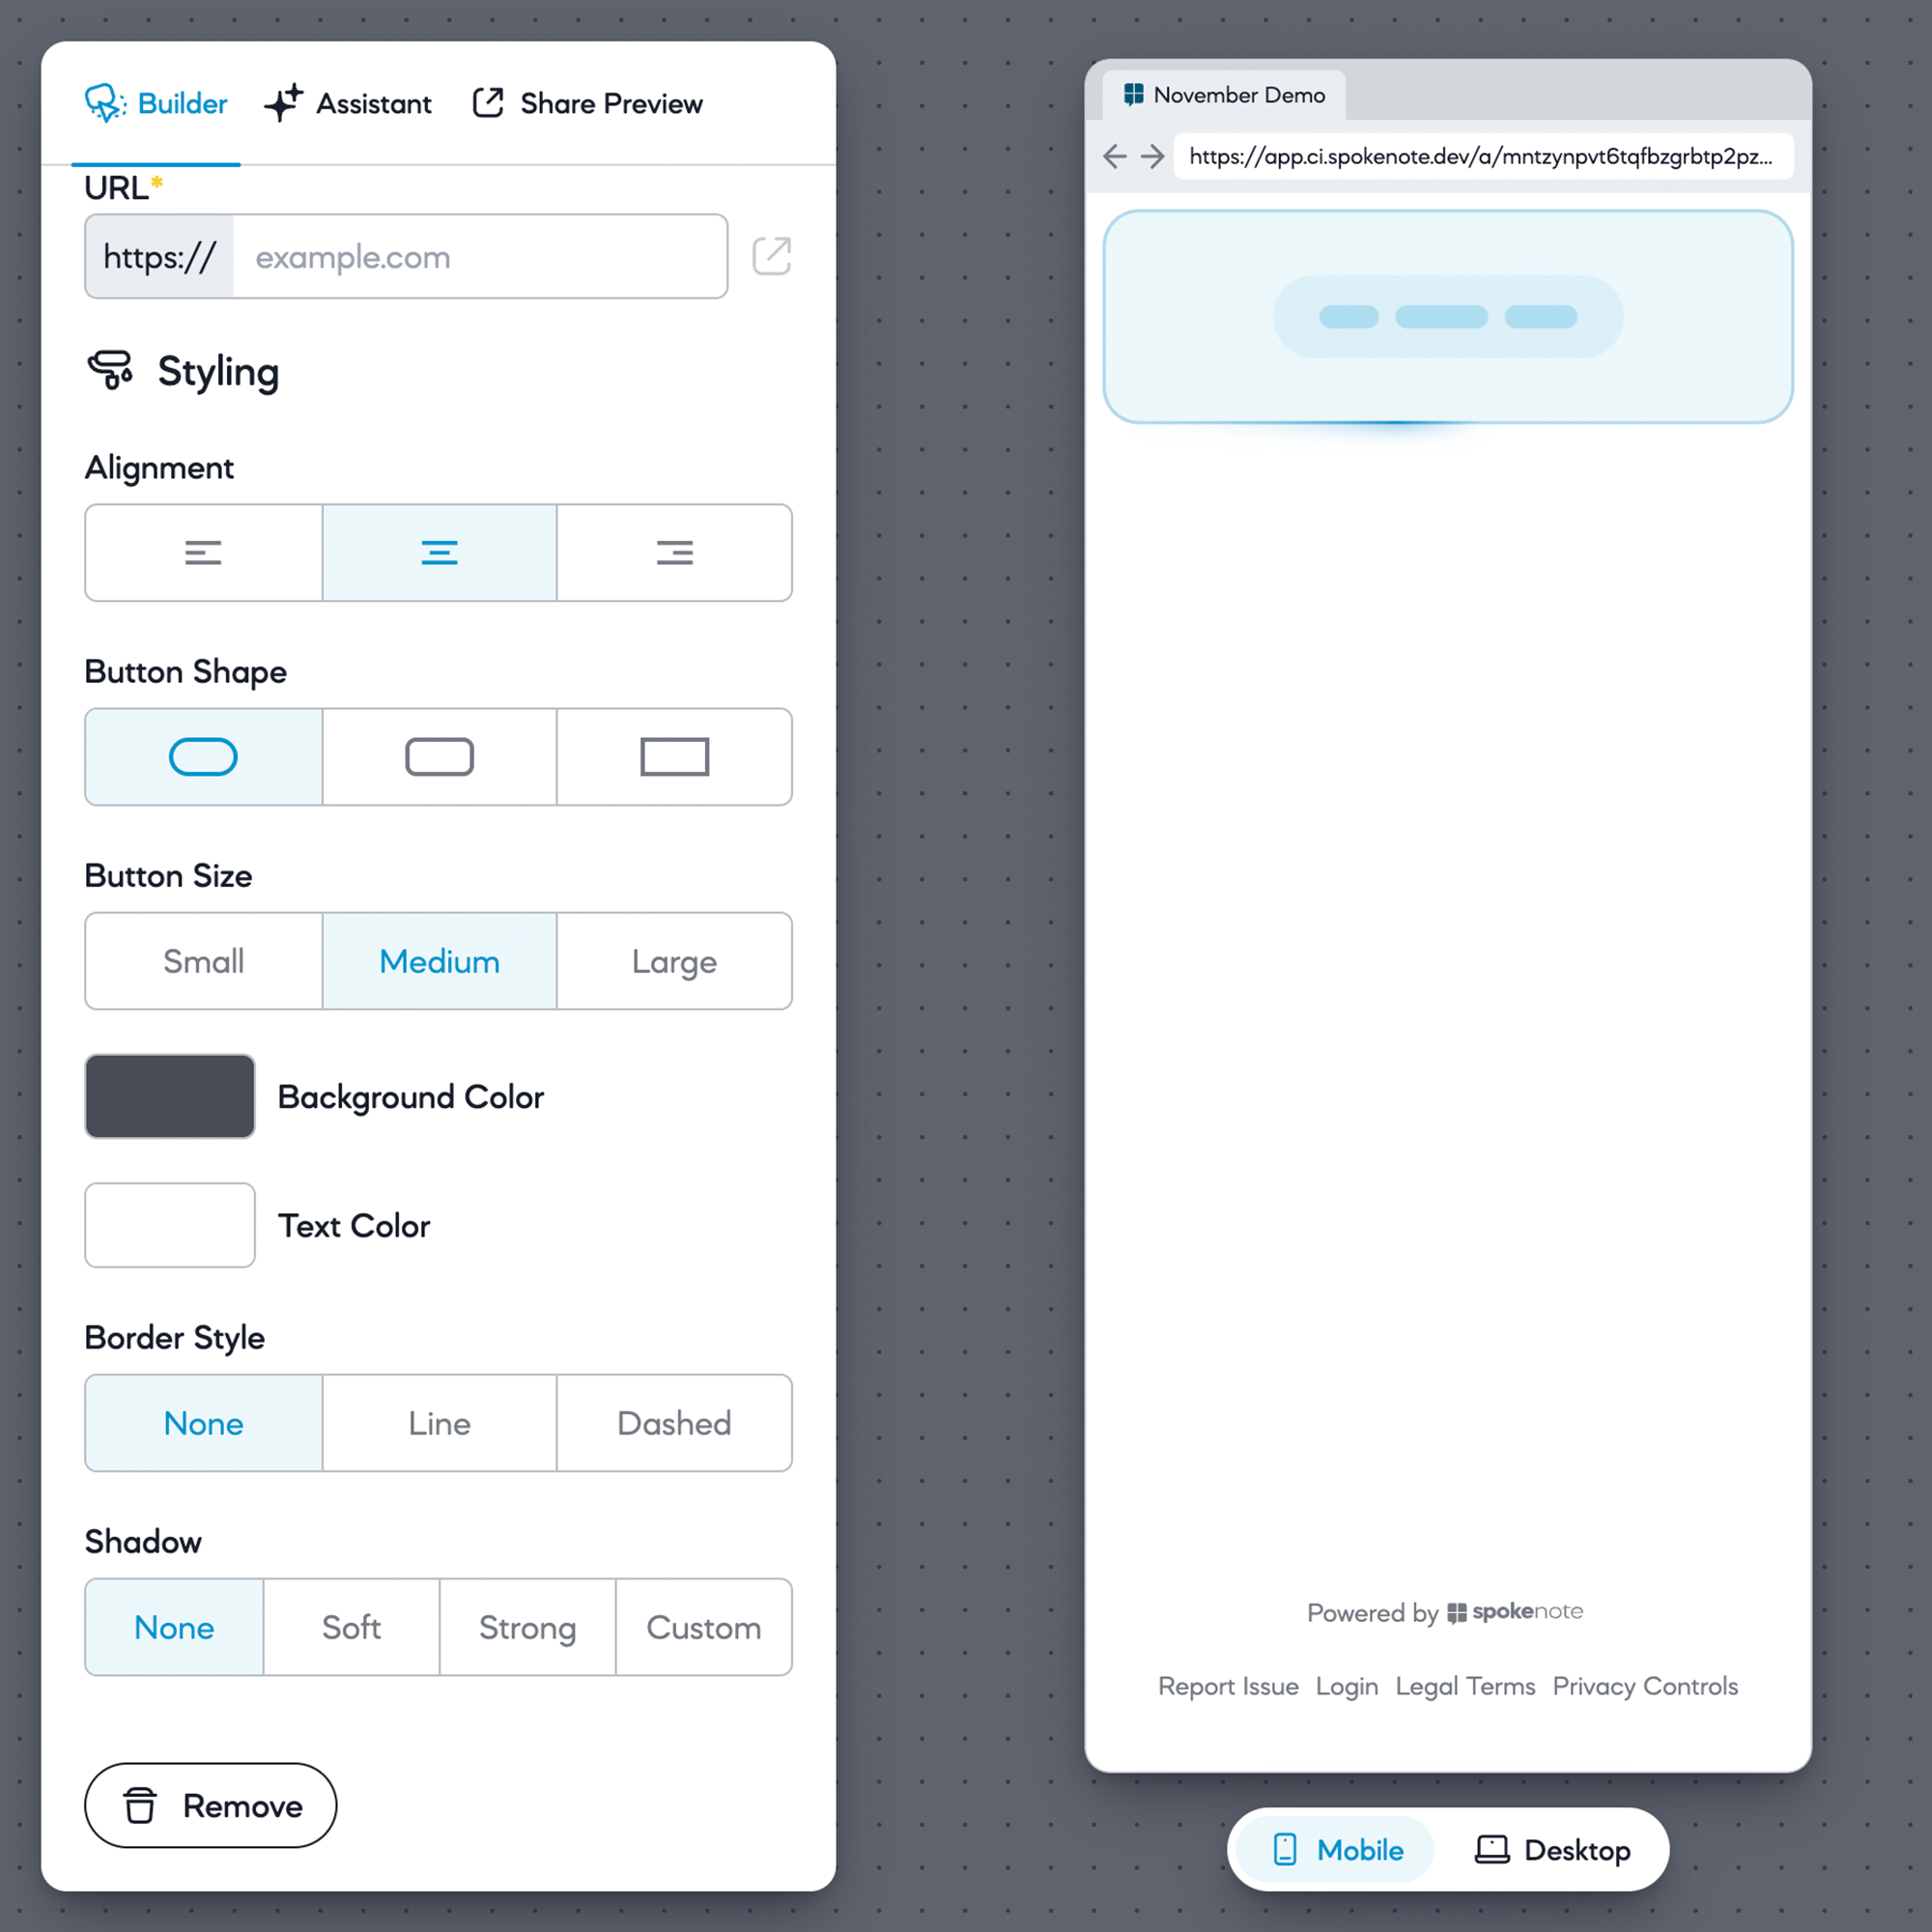 Builder
Assistant
Share Preview
URL*
https:// example.com
Styling
Alignment
Button Shape
Button Size
Small
Medium
Large
Background Color
Text Color
Border Style
None
Line
Dashed
Shadow
None
Soft
Strong
Custom
Remove
November Demo
https://app.ci.spokenote.dev/a/mntzynpvt6tqfbzgrbtp2pz...
Powered by spokenote
Report Issue Login Legal Terms Privacy Controls
Mobile
Desktop